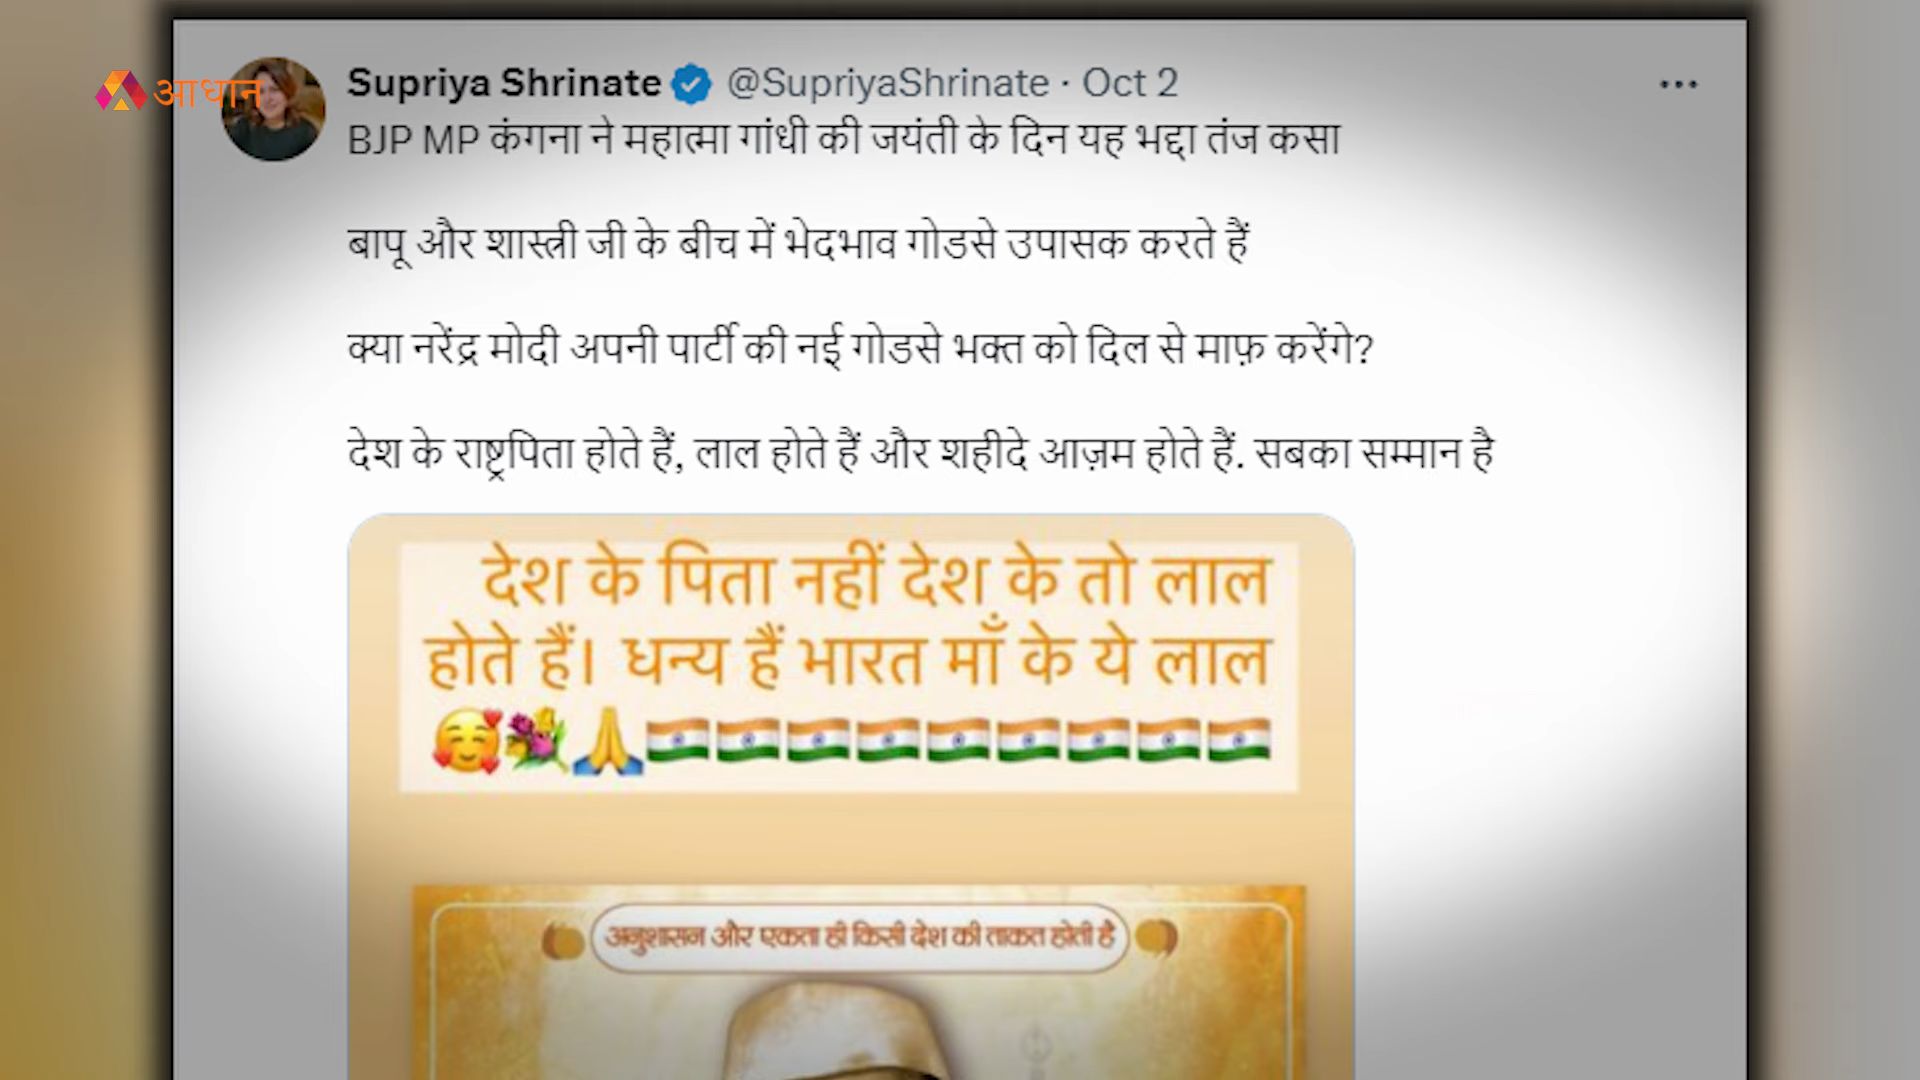 आधान
Supriya Shrinate @SupriyaShrinate · Oct 2
BJP MP कंगना ने महात्मा गांधी की जयंती के दिन यह भद्दा तंज कसा
बापू और शास्त्री जी के बीच में भेदभाव गोडसे उपासक करते हैं
क्या नरेंद्र मोदी अपनी पार्टी की नई गोडसे भक्त को दिल से माफ़ करेंगे?
देश के राष्ट्रपिता होते हैं, लाल होते हैं और शहीदे आज़म होते हैं. सबका सम्मान है
देश के पिता नहीं देश के तो लाल
होते हैं। धन्य हैं भारत माँ के ये लाल
🥰💐🙏🇮🇳🇮🇳🇮🇳🇮🇳🇮🇳🇮🇳🇮🇳🇮🇳🇮🇳
अनुशासन और एकता ही किसी देश की ताकत होती है